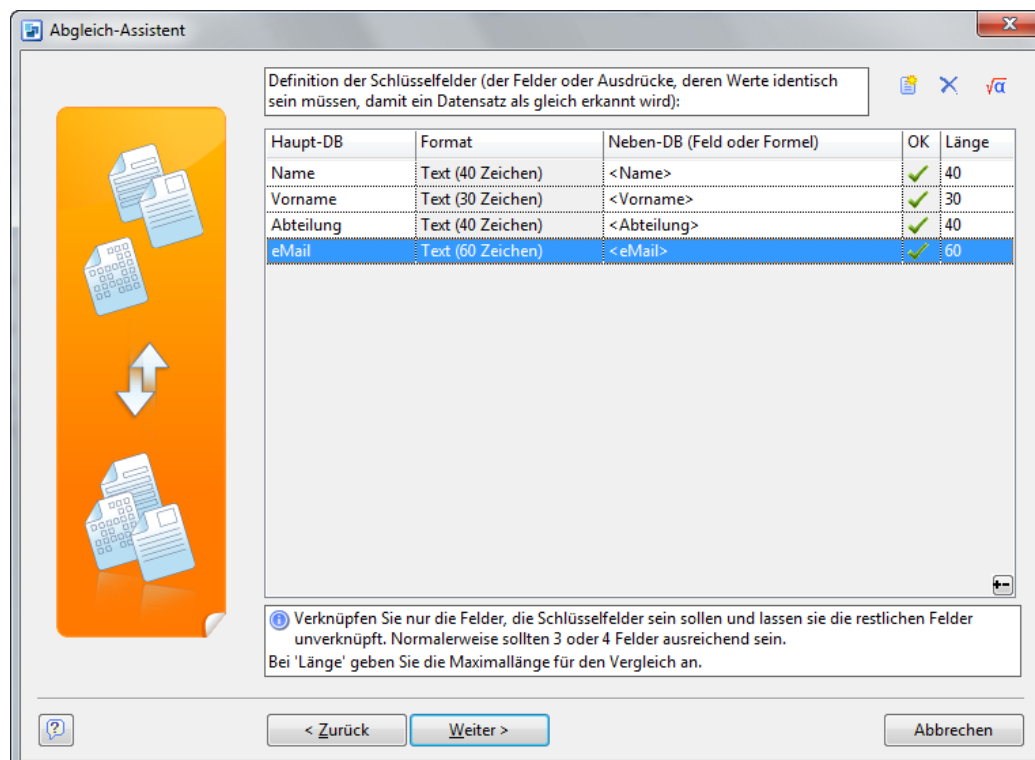 Abgleich-Assistent
Definition der Schlüsselfelder (der Felder oder Ausdrücke, deren Werte identisch
sein müssen, damit ein Datensatz als gleich erkannt wird):
√α
Haupt-DB Format Neben-DB (Feld oder Formel) OK Länge
Name Text (40 Zeichen) <Name> 40
Vorname Text (30 Zeichen) <Vorname> 30
Abteilung Text (40 Zeichen) <Abteilung> 40
eMail Text (60 Zeichen) <eMail> 60
Verknüpfen Sie nur die Felder, die Schlüsselfelder sein sollen und lassen sie die restlichen Felder
unverknüpft. Normalerweise sollten 3 oder 4 Felder ausreichend sein.
Bei 'Länge' geben Sie die Maximallänge für den Vergleich an.
< Zurück Weiter > Abbrechen